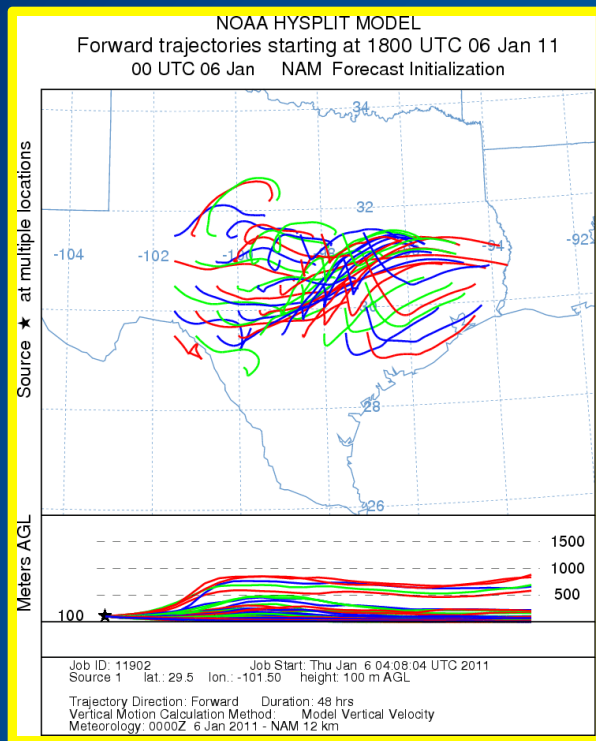 NOAA HYSPLIT MODEL
Forward trajectories starting at 1800 UTC 06 Jan 11
00 UTC 06 Jan NAM Forecast Initialization
Source ★ at multiple locations
34
32
-104
-102
-100
-94
-92
28
26
Meters AGL
1500
1000
500
100
Job ID: 11902 Job Start: Thu Jan 6 04:08:04 UTC 2011
Source 1 lat.: 29.5 lon.: -101.50 height: 100 m AGL
Trajectory Direction: Forward Duration: 48 hrs
Vertical Motion Calculation Method: Model Vertical Velocity
Meteorology: 0000Z 6 Jan 2011 - NAM 12 km